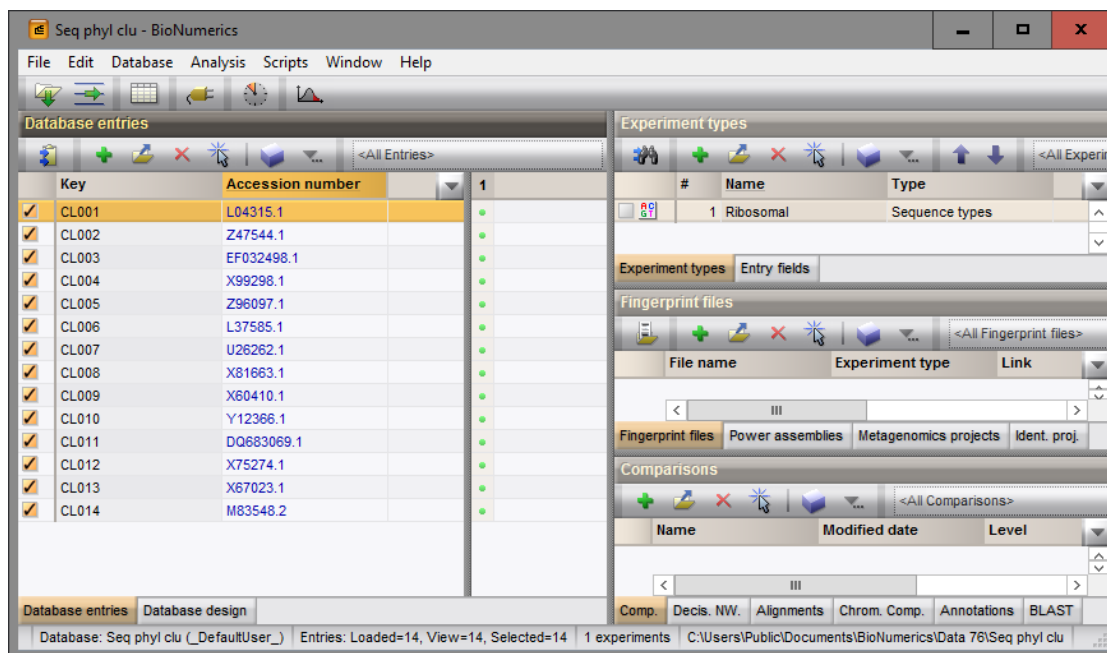 Seq phyl clu - BioNumerics
File Edit Database Analysis Scripts Window Help
Database entries
<All Entries>
Key Accession number 1
CL001 L04315.1
CL002 Z47544.1
CL003 EF032498.1
CL004 X99298.1
CL005 Z96097.1
CL006 L37585.1
CL007 U26262.1
CL008 X81663.1
CL009 X60410.1
CL010 Y12366.1
CL011 DQ683069.1
CL012 X75274.1
CL013 X67023.1
CL014 M83548.2
Database entries Database design
Experiment types
<All Experim
# Name Type
1 Ribosomal Sequence types
Experiment types Entry fields
Fingerprint files
<All Fingerprint files>
File name Experiment type Link
Fingerprint files Power assemblies Metagenomics projects Ident. proj.
Comparisons
<All Comparisons>
Name Modified date Level
Comp. Decis. NW. Alignments Chrom. Comp. Annotations BLAST
Database: Seq phyl clu (_DefaultUser_) Entries: Loaded=14, View=14, Selected=14 1 experiments C:\Users\Public\Documents\BioNumerics\Data 76\Seq phyl clu